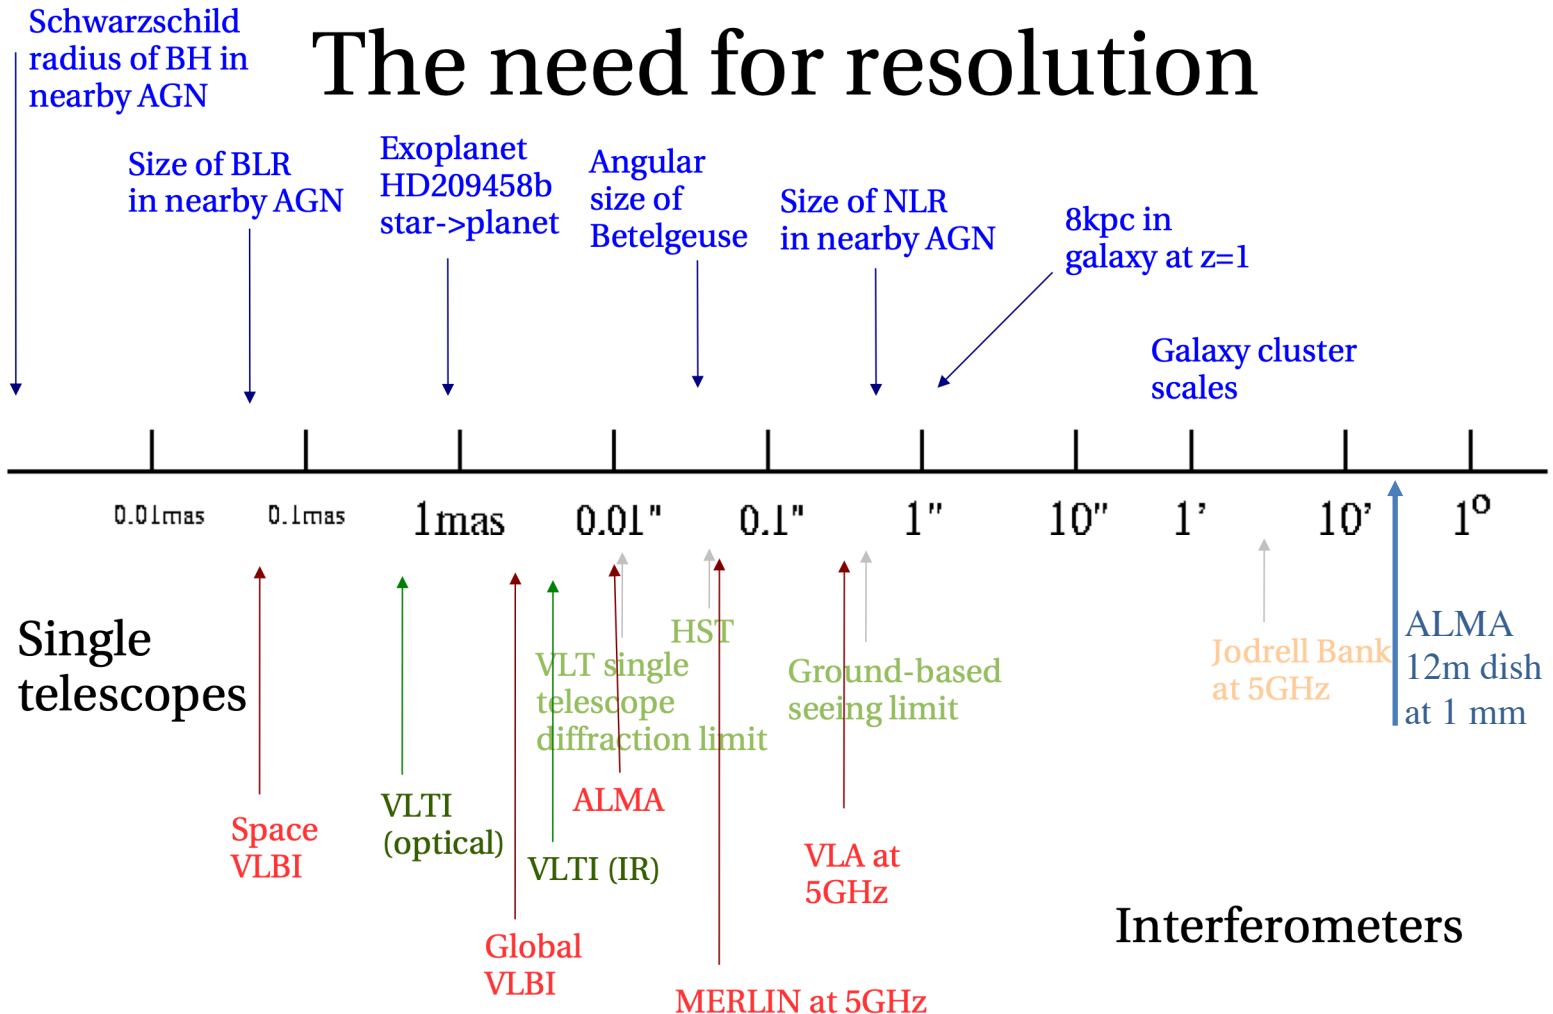 Schwarzschild
radius of BH in
nearby AGN
The need for resolution
Size of BLR
in nearby AGN
Exoplanet
HD209458b
star->planet
Angular
size of
Betelgeuse
Size of NLR
in nearby AGN
8kpc in
galaxy at z=1
Galaxy cluster
scales
0.01mas 0.1mas 1mas 0.01" 0.1" 1" 10" 1' 10' 1º
Single
telescopes
HST
VLT single
telescope
diffraction limit
Ground-based
seeing limit
Jodrell Bank
at 5GHz
ALMA
12m dish
at 1 mm
Space
VLBI
VLTI
(optical)
ALMA
VLTI (IR)
VLA at
5GHz
Global
VLBI
Interferometers
MERLIN at 5GHz